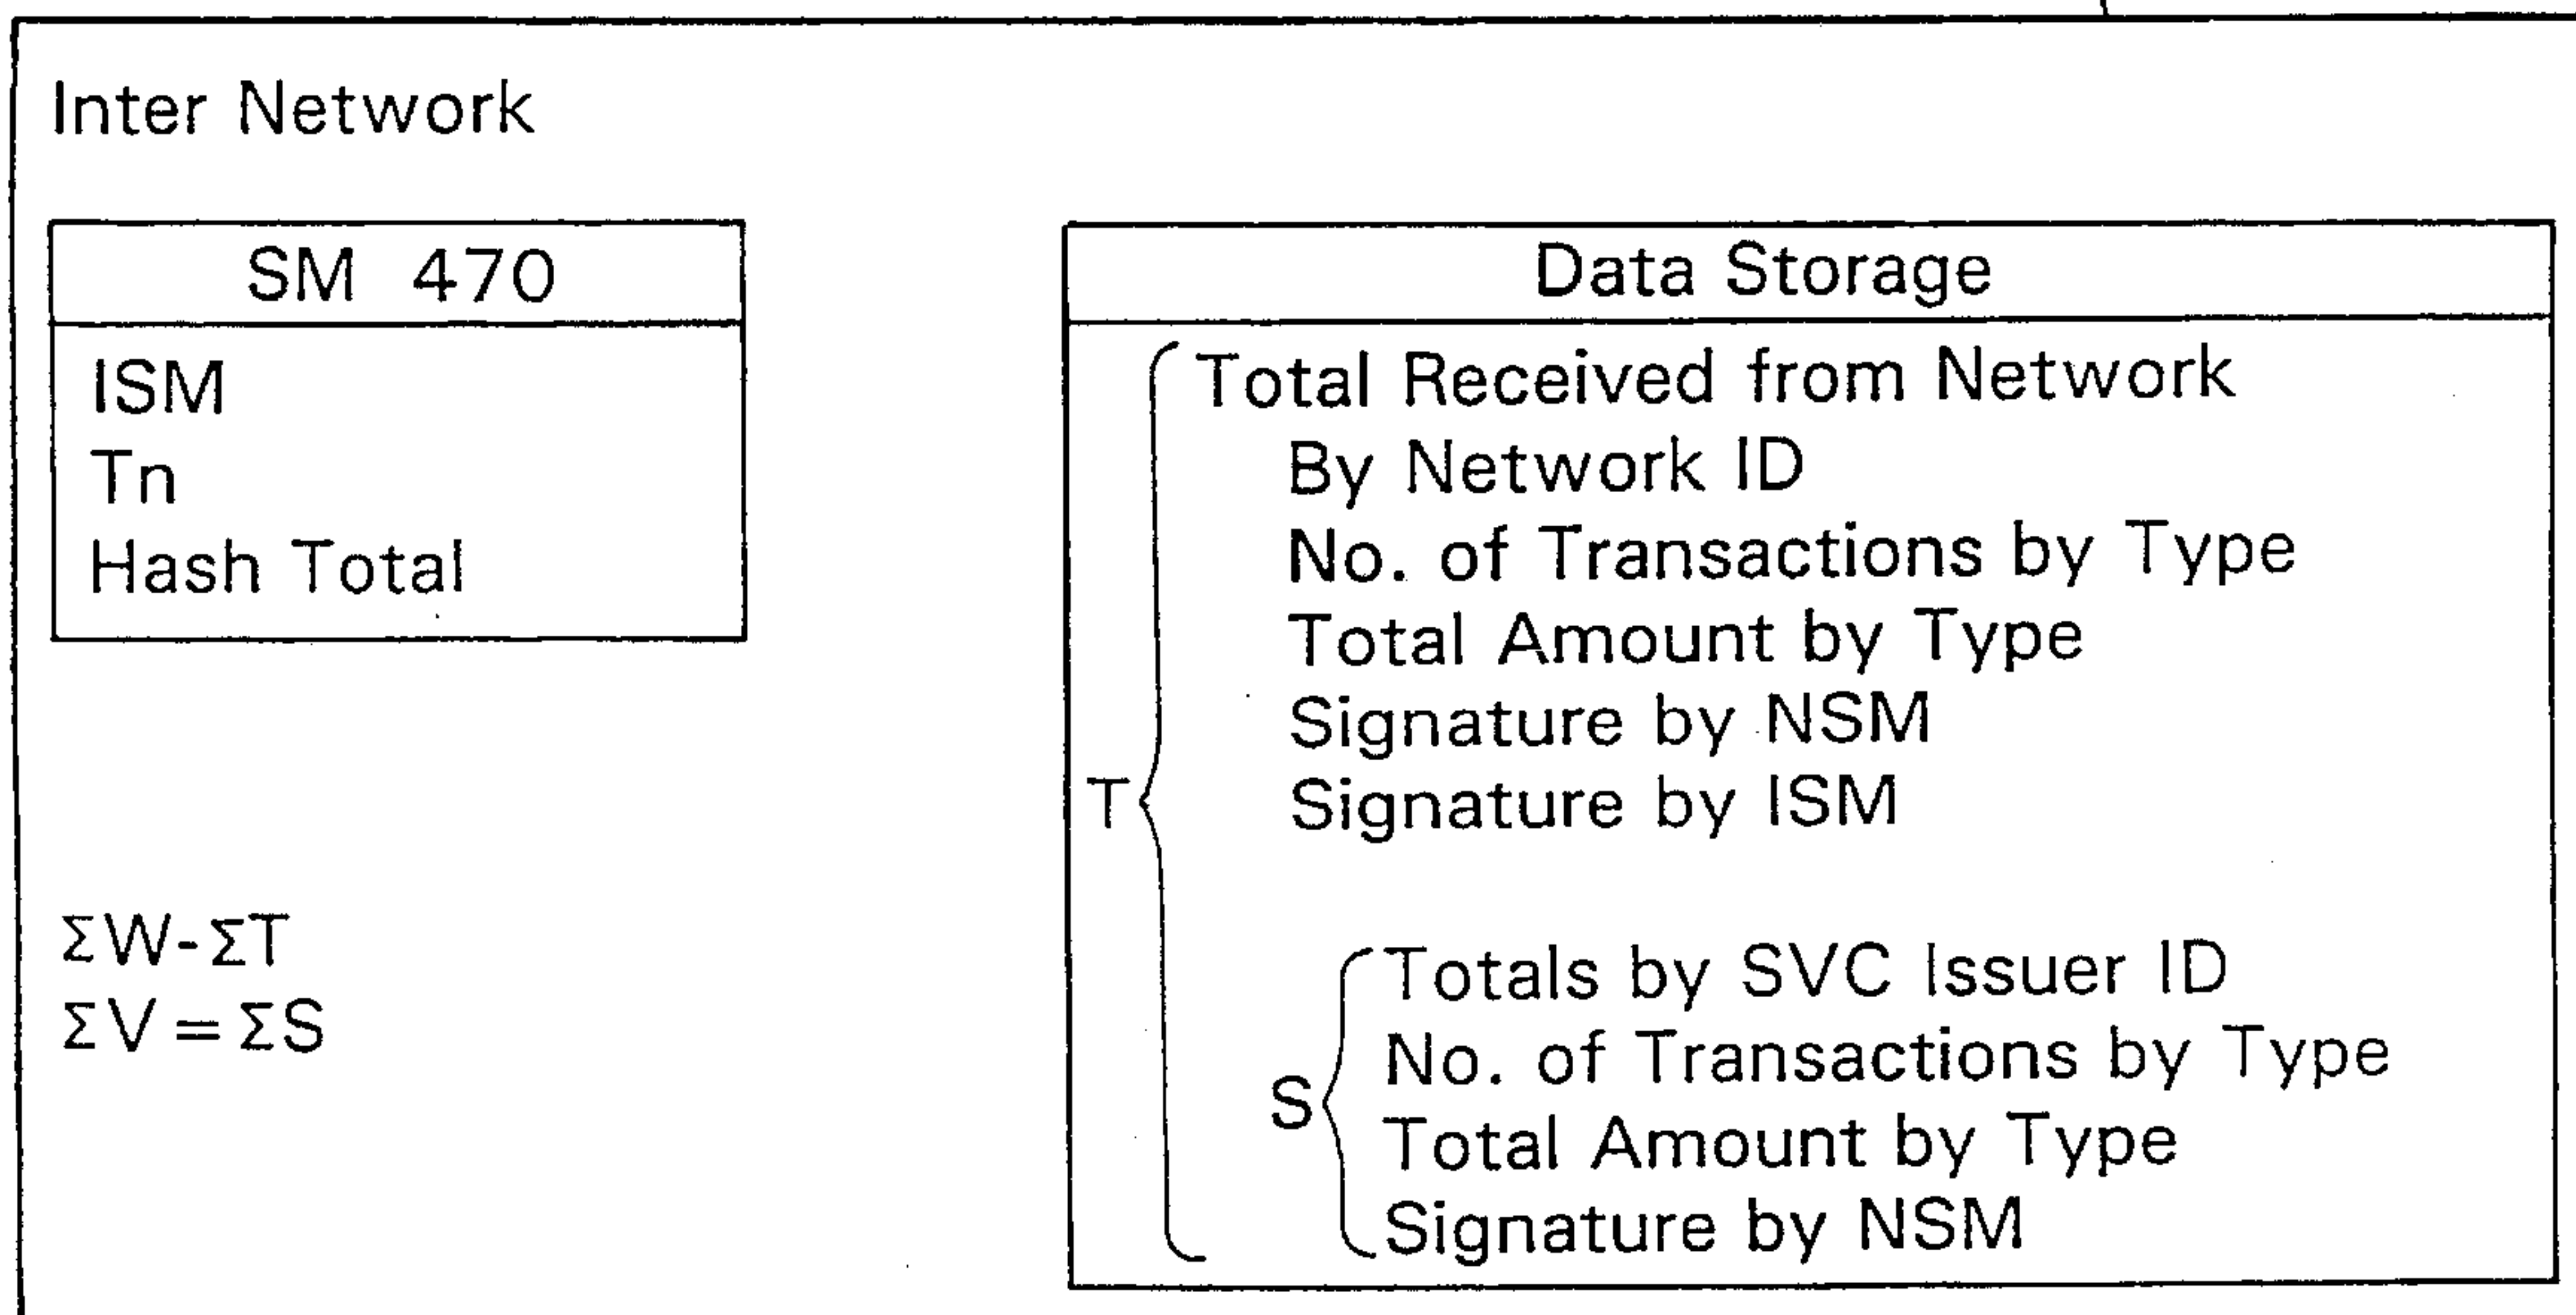 Inter Network
SM 470
ISM
Tn
Hash Total
ΣW-ΣT
ΣV=ΣS
Data Storage
Total Received from Network
By Network ID
No. of Transactions by Type
Total Amount by Type
Signature by NSM
T
Signature by ISM
Totals by SVC Issuer ID
No. of Transactions by Type
S
Total Amount by Type
Signature by NSM